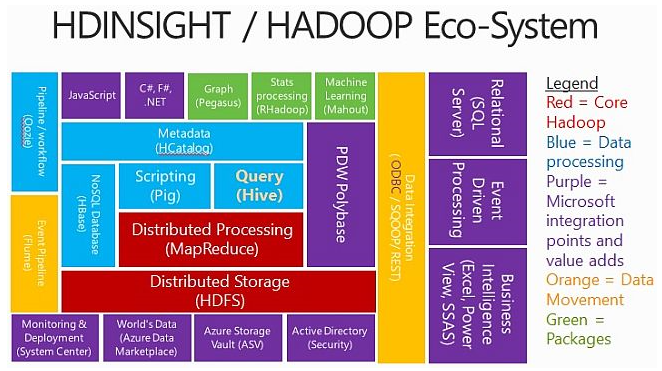 HDINSIGHT / HADOOP Eco-System
Pipeline / workflow
(Oozie)
JavaScript
C#, F#,
.NET
Graph
(Pegasus)
Stats
processing
(RHadoop)
Machine
Learning
(Mahout)
Metadata
(HCatalog)
NoSQL Database
(HBase)
Scripting
(Pig)
Query
(Hive)
PDW Polybase
Distributed Processing
(MapReduce)
Event Pipeline
(Flume)
Distributed Storage
(HDFS)
Monitoring &
Deployment
(System Center)
World's Data
(Azure Data
Marketplace)
Azure Storage
Vault (ASV)
Active Directory
(Security)
Data Integration
( ODBC / SQOOP/ REST)
Relational
(SQL
Server)
Event
Driven
Processing
Business
Intelligence
(Excel, Power
View, SSAS)
Legend
Red = Core
Hadoop
Blue = Data
processing
Purple =
Microsoft
integration
points and
value adds
Orange = Data
Movement
Green =
Packages